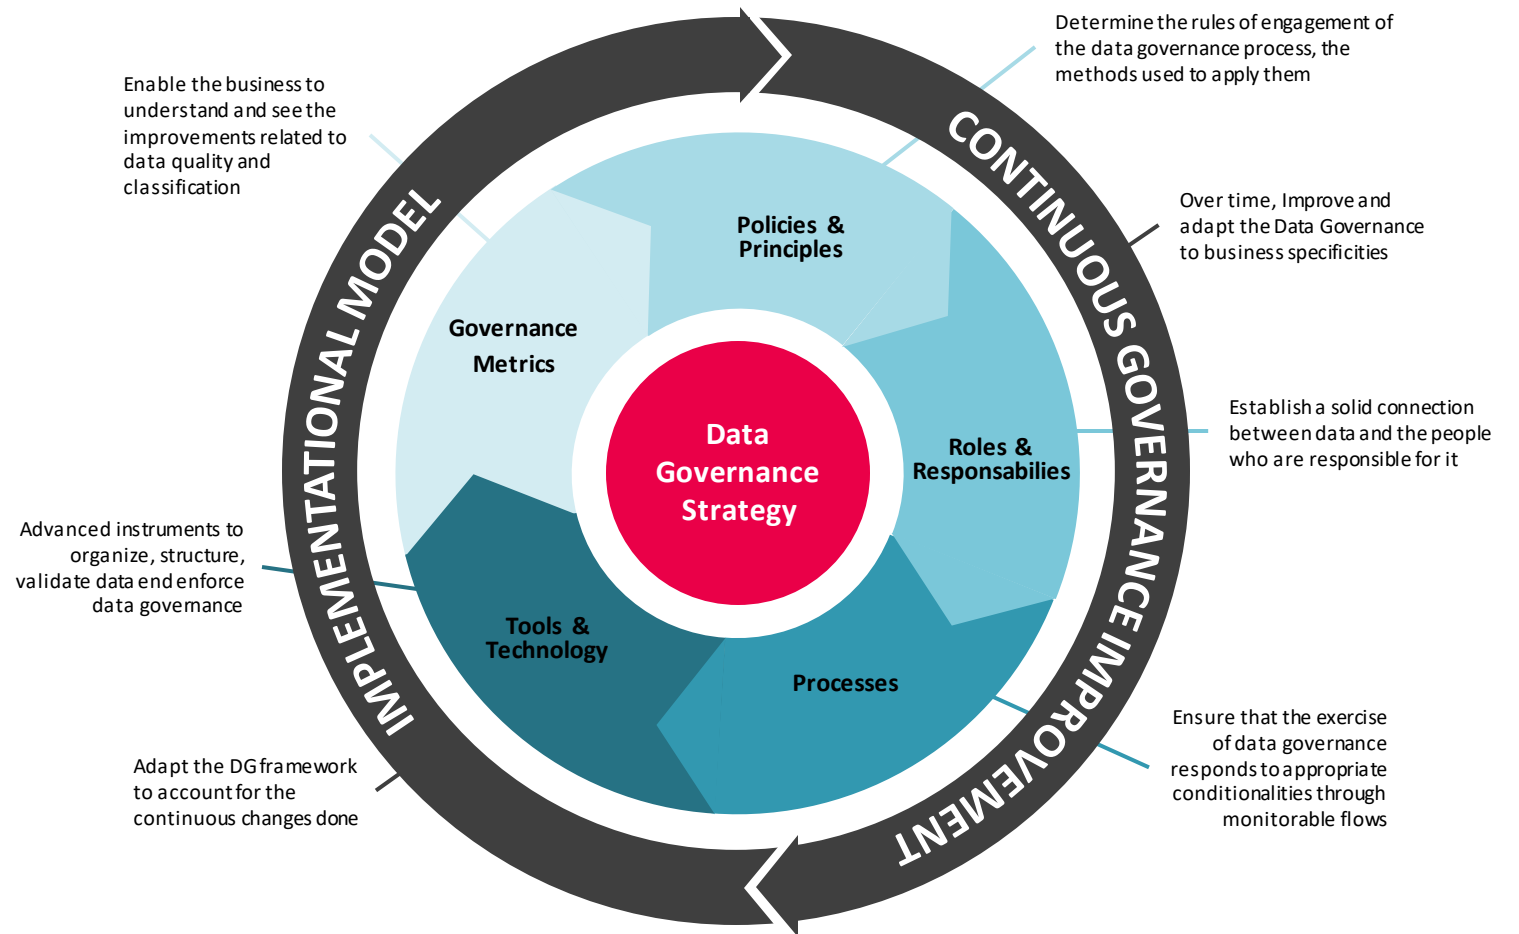 Determine the rules of engagement of
the data governance process, the
methods used to apply them
Enable the business to
understand and see the
improvements related to
data quality and
classification
Over time, Improve and
adapt the Data Governance
to business specificities
CONTINUOUS GOVERNANCE IMPROVEMENT
IMPLEMENTATIONAL MODEL
Policies &
Principles
Governance
Metrics
Data
Governance
Strategy
Roles &
Responsabilies
Establish a solid connection
between data and the people
who are responsible for it
Advanced instruments to
organize, structure,
validate data end enforce
data governance
Tools &
Technology
Processes
Ensure that the exercise
of data governance
responds to appropriate
conditionalities through
monitorable flows
Adapt the DG framework
to account for the
continuous changes done